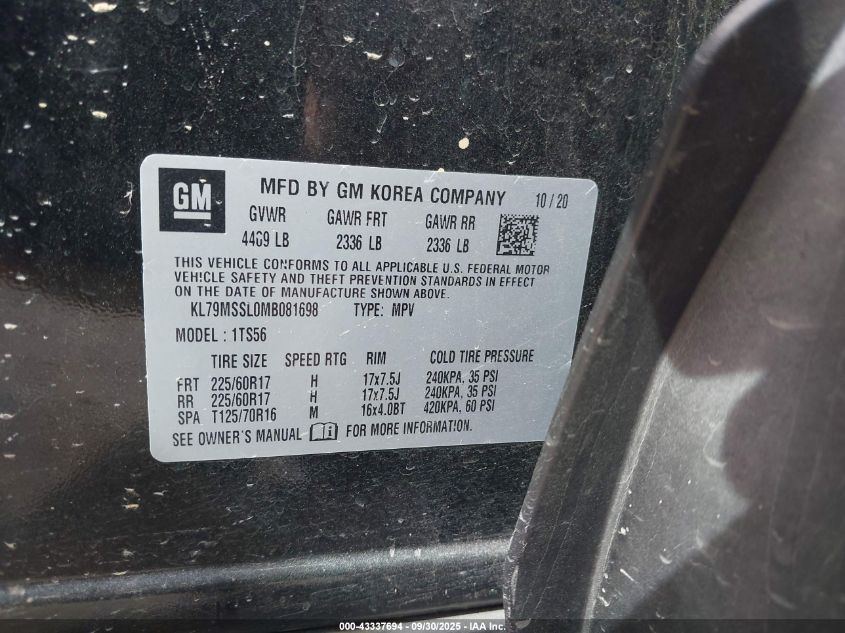 GM
MFD BY GM KOREA COMPANY 10/20
GVWR GAWR FRT GAWR RR
4409 LB 2336 LB 2336 LB
THIS VEHICLE CONFORMS TO ALL APPLICABLE U.S. FEDERAL MOTOR
VEHICLE SAFETY AND THEFT PREVENTION STANDARDS IN EFFECT
ON THE DATE OF MANUFACTURE SHOWN ABOVE.
KL79MSSL0MB081698 TYPE: MPV
MODEL: 1TS56
TIRE SIZE SPEED RTG RIM COLD TIRE PRESSURE
FRT 225/60R17 H 17x7.5J 240KPA, 35 PSI
RR 225/60R17 H 17x7.5J 240KPA, 35 PSI
SPA T125/70R16 M 16x4.0BT 420KPA, 60 PSI
SEE OWNER'S MANUAL FOR MORE INFORMATION.
000-43337694 - 09/30/2025 - IAA Inc.